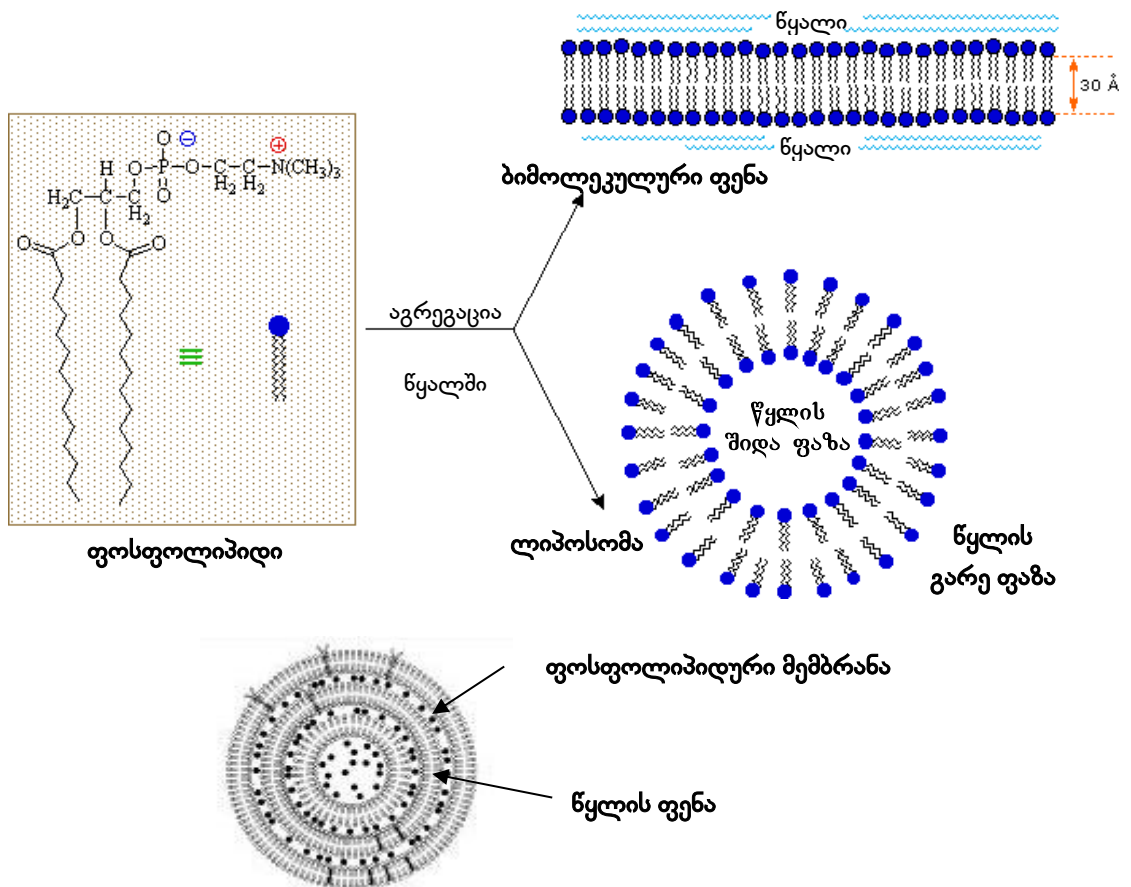 წყალი
30 Å
წყალი
ბიმოლეკულური ფენა
O ⊖ ⊕
H O-P-O-C-C-N(CH3)3
O H2 H2
H2C C C
H2
O O O O
≡
აგრეგაცია
წყალში
წყლის
შიდა ფაზა
ფოსფოლიპიდი
ლიპოსომა
წყლის
გარე ფაზა
ფოსფოლიპიდური მემბრანა
წყლის ფენა